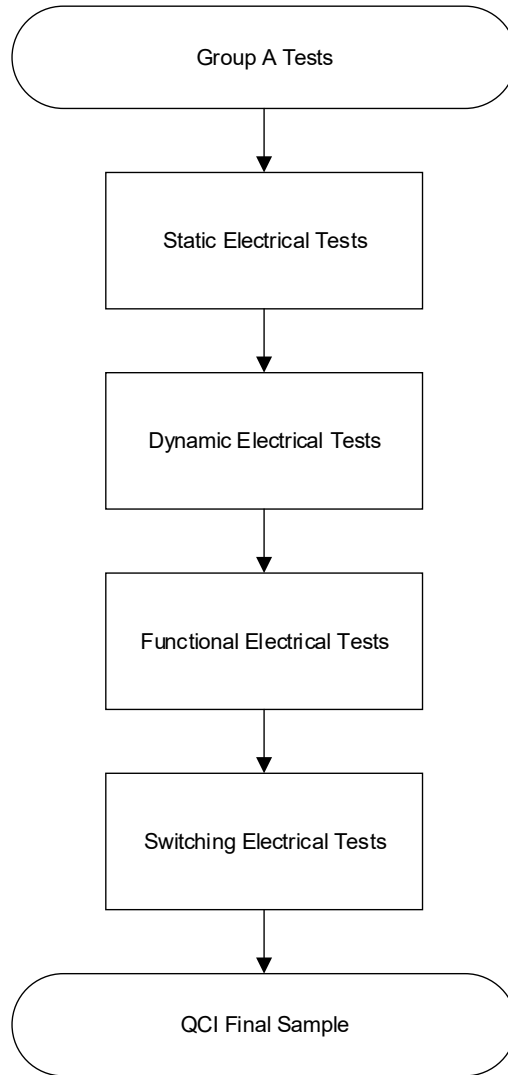 Group A Tests
Static Electrical Tests
Dynamic Electrical Tests
Functional Electrical Tests
Switching Electrical Tests
QCI Final Sample